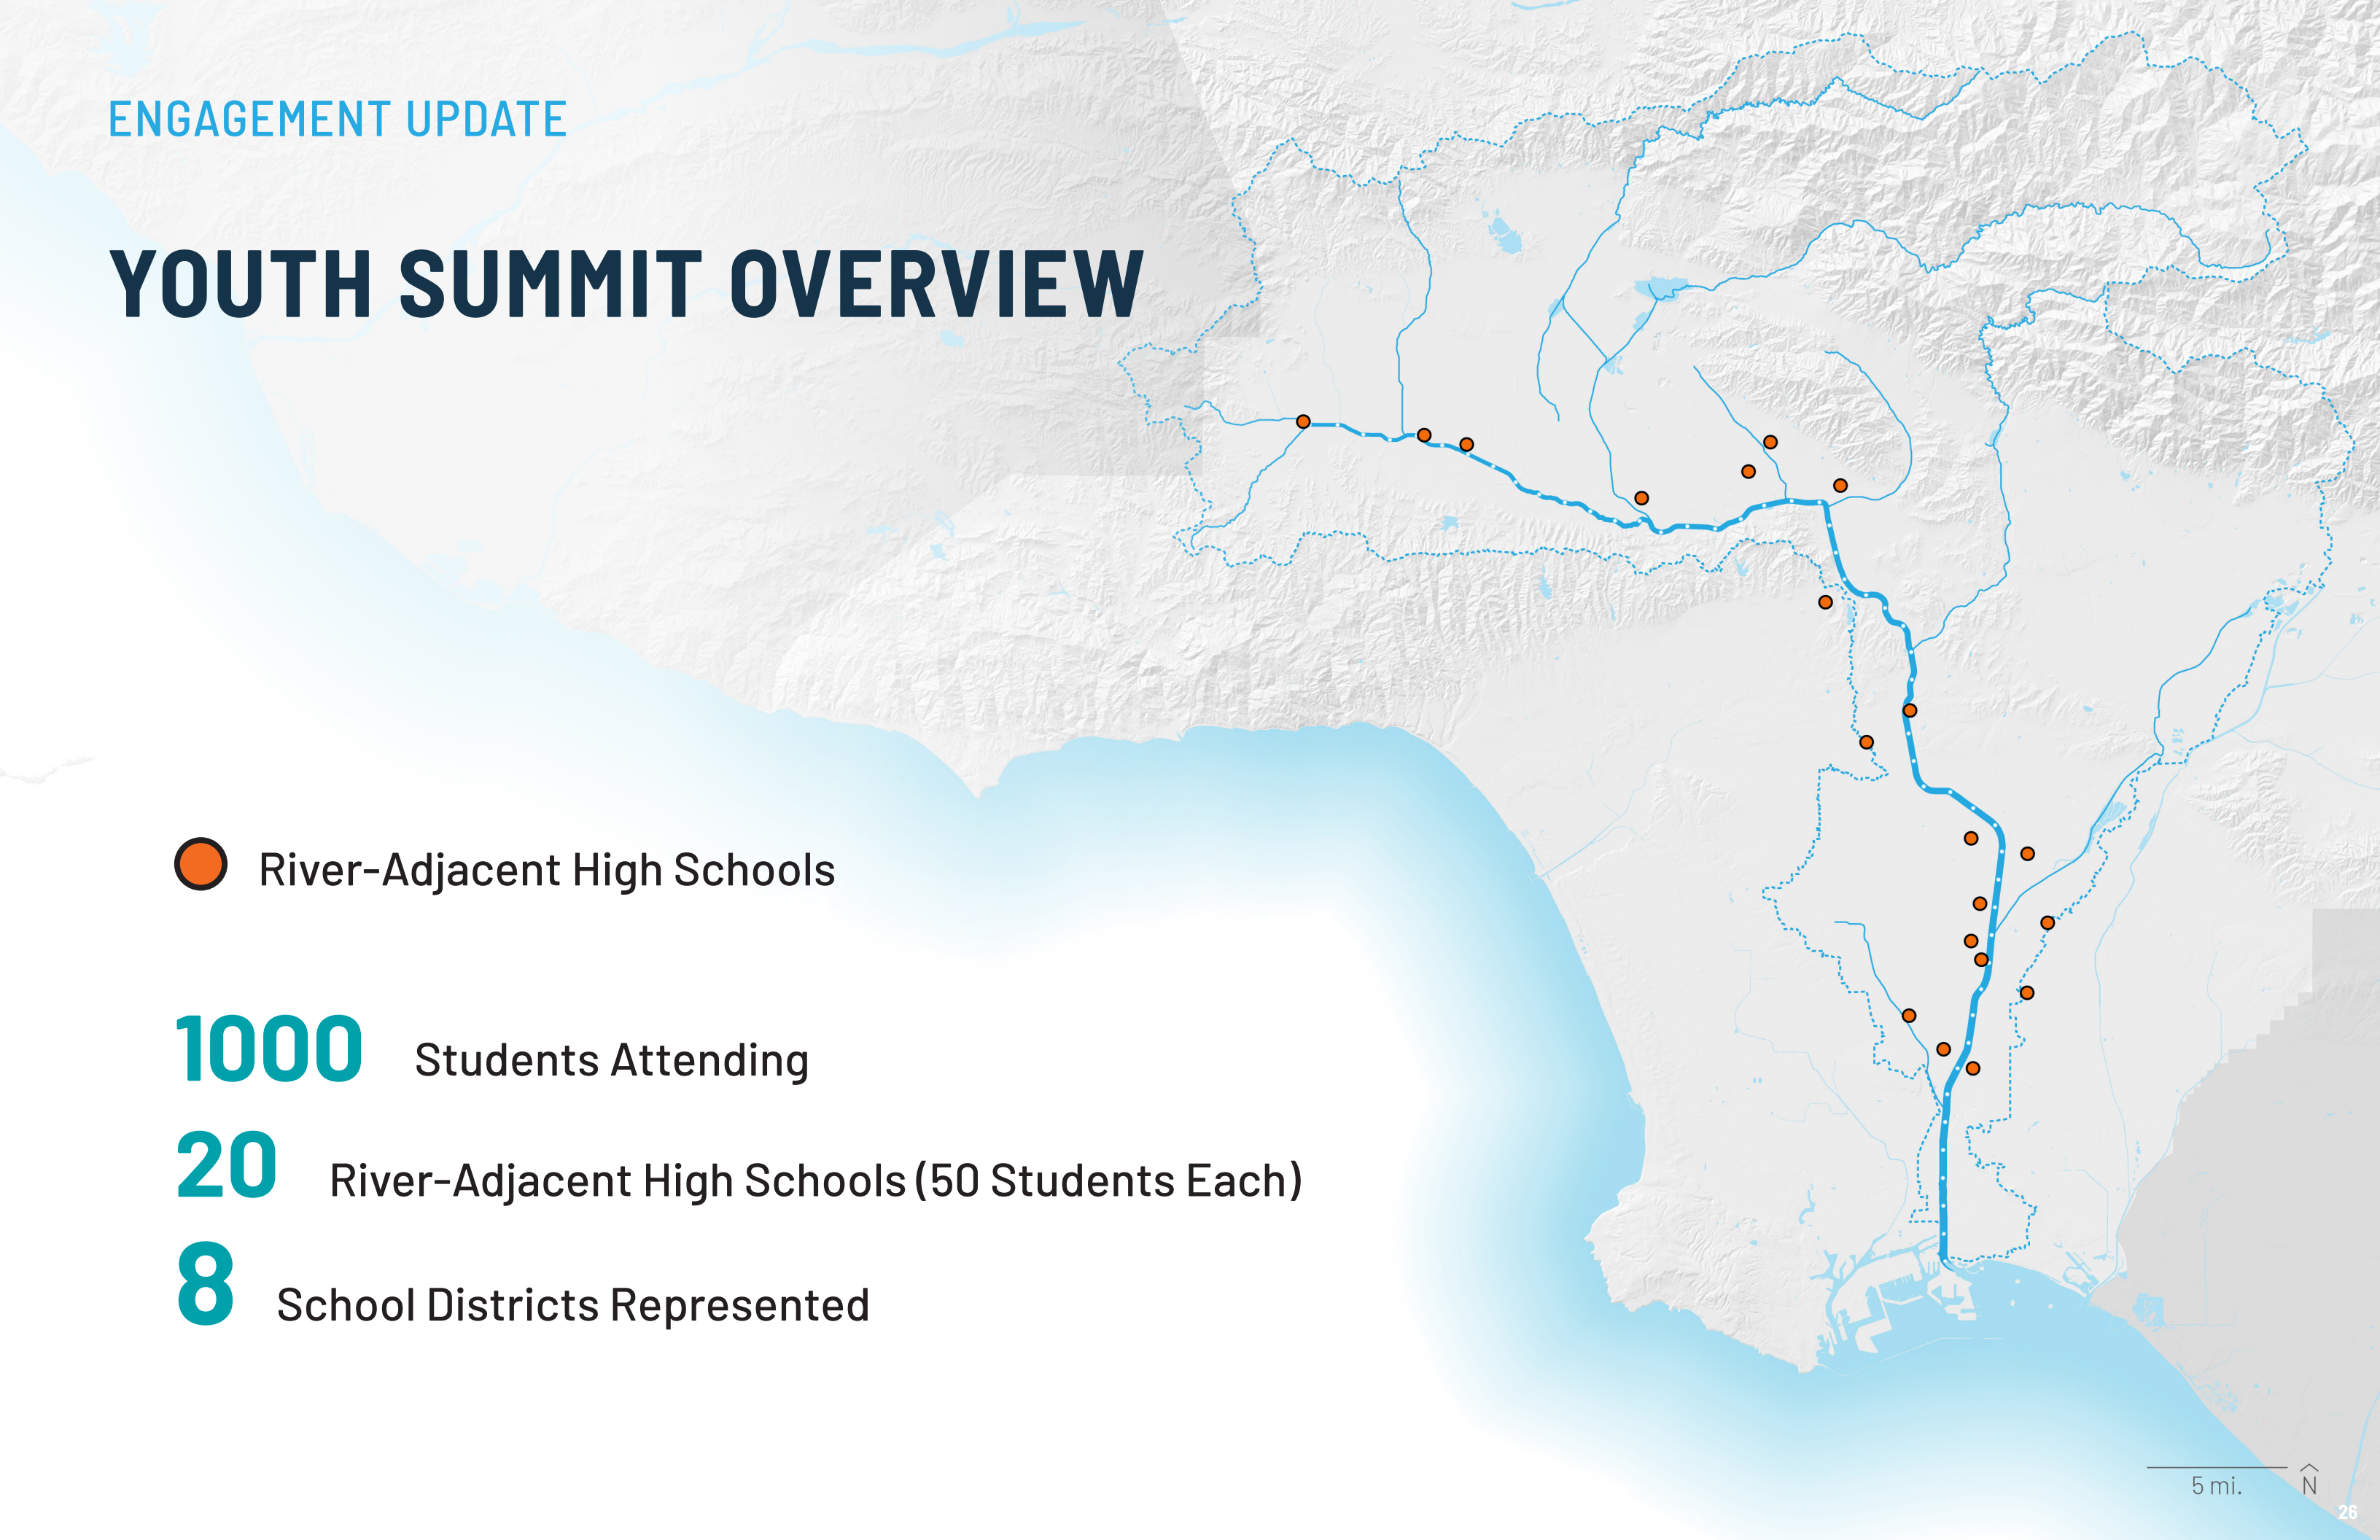 ENGAGEMENT UPDATE
YOUTH SUMMIT OVERVIEW
River-Adjacent High Schools
1000 Students Attending
20 River-Adjacent High Schools (50 Students Each)
8 School Districts Represented
5 mi.
N
26